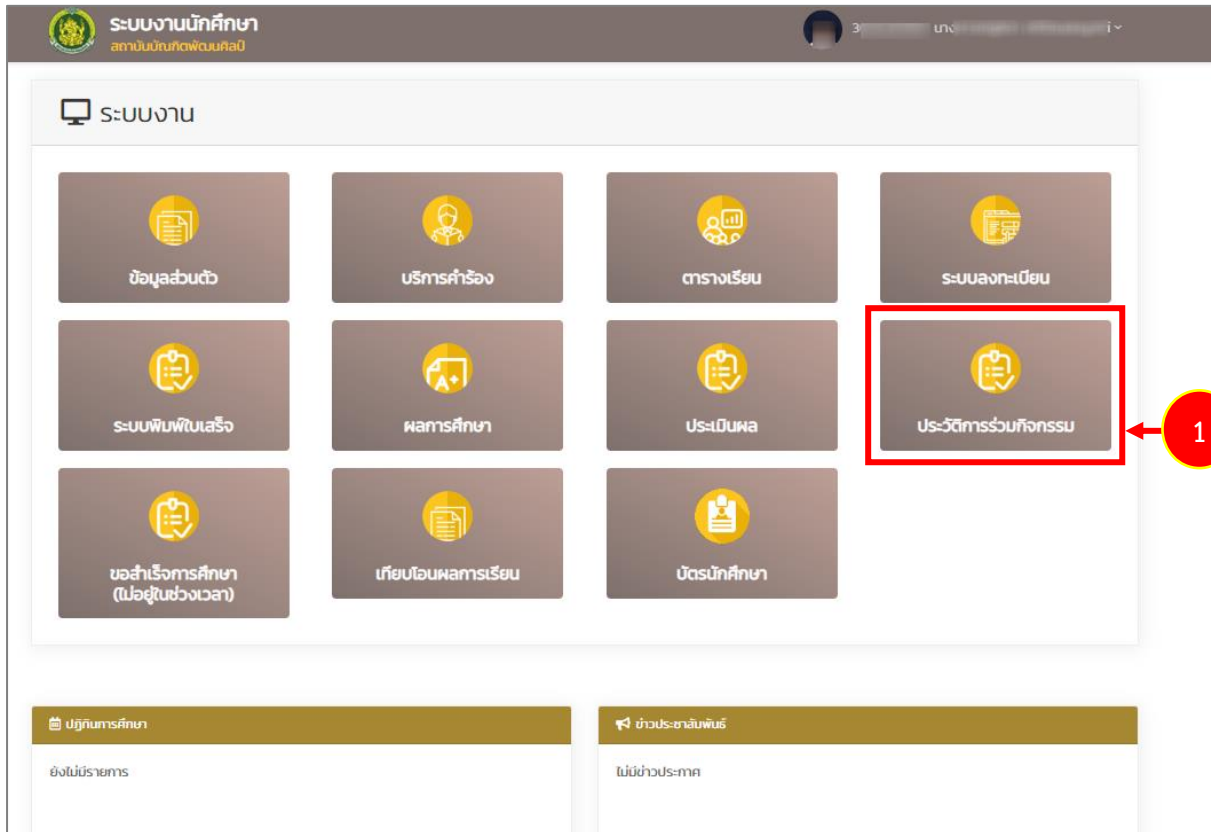 ระบบงานนักศึกษา
สถาบันบัณฑิตพัฒนศิลป์
3 นาง
ระบบงาน
ข้อมูลส่วนตัว
บริการคำร้อง
ตารางเรียน
ระบบลงทะเบียน
ระบบพิมพ์ใบเสร็จ
A+
ผลการศึกษา
ประเมินผล
ประวัติการร่วมกิจกรรม
1
ขอสำเร็จการศึกษา
(ไม่อยู่ในช่วงเวลา)
เทียบโอนผลการเรียน
บัตรนักศึกษา
ปฏิทินการศึกษา
ข่าวประชาสัมพันธ์
ยังไม่มีรายการ
ไม่มีข่าวประกาศ